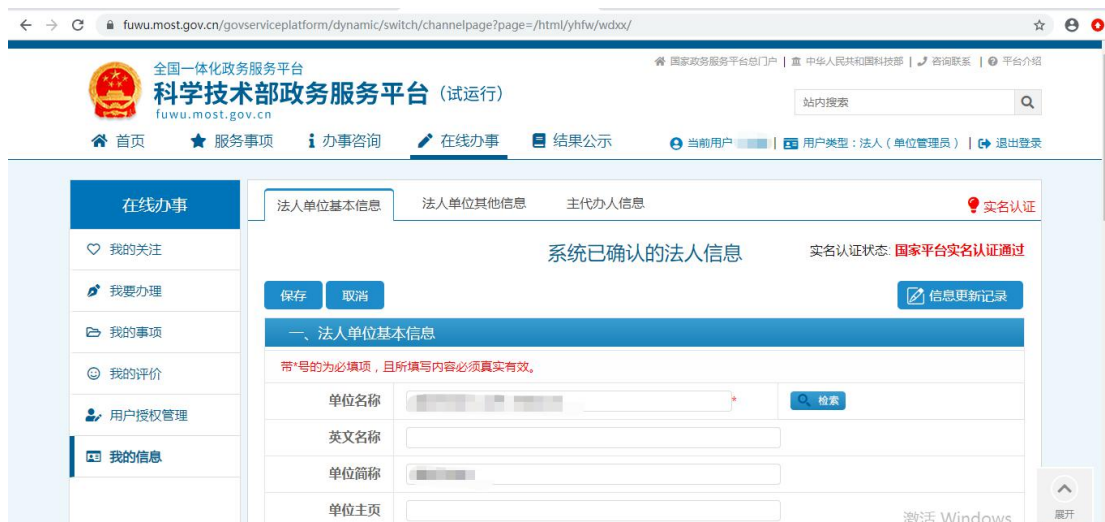 fuwu.most.gov.cn/govserviceplatform/dynamic/switch/channelpage?page=/html/yhfw/wdxx/
国家政务服务平台总门户 | 中华人民共和国科技部 | 咨询联系 | 平台介绍
全国一体化政务服务平台
科学技术部政务服务平台（试运行）
fuwu.most.gov.cn
站内搜索
首页 服务事项 办事咨询 在线办事 结果公示 当前用户 | 用户类型：法人（单位管理员） | 退出登录
在线办事
法人单位基本信息 法人单位其他信息 主代办人信息 实名认证
我的关注
我要办理
我的事项
我的评价
用户授权管理
我的信息
系统已确认的法人信息 实名认证状态: 国家平台实名认证通过
保存 取消 信息更新记录
一、法人单位基本信息
带*号的为必填项，且所填写内容必须真实有效。
单位名称 * 检索
英文名称
单位简称
单位主页
激活 Windows
展开